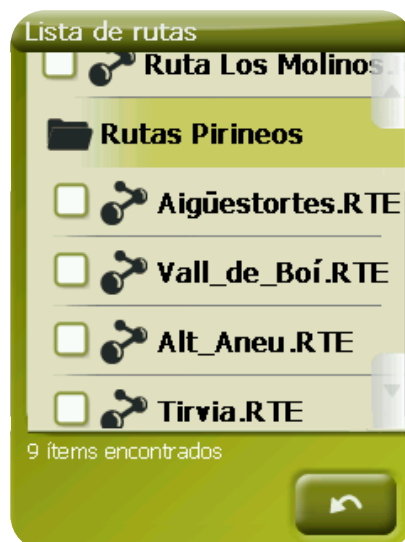 Lista de rutas
Ruta Los Molinos.
Rutas Pirineos
Aigüestortes.RTE
Vall_de_Boí.RTE
Alt_Aneu.RTE
Tirvia.RTE
9 ítems encontrados